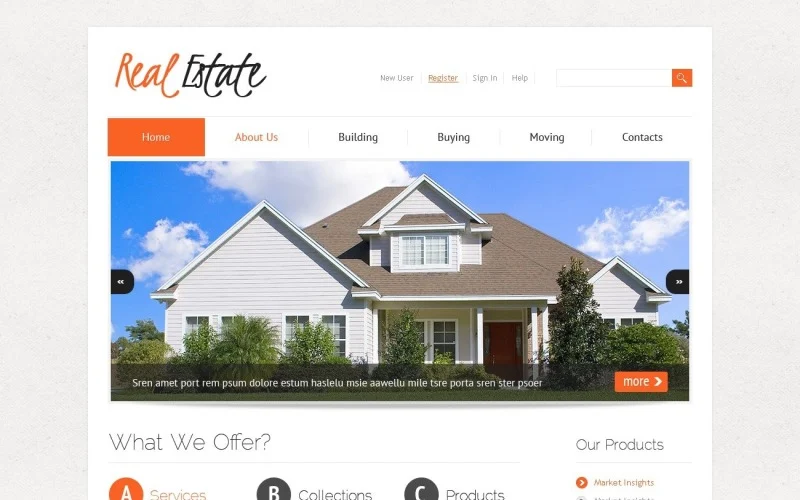 Real Estate
New User Register Sign In Help
Home About Us Building Buying Moving Contacts
« »
Sren amet port rem psum dolore estum haslelu msie aawellu mile tsre porta sren ster psoer more
What We Offer?
Our Products
A Services B Collections C Products
Market Insights